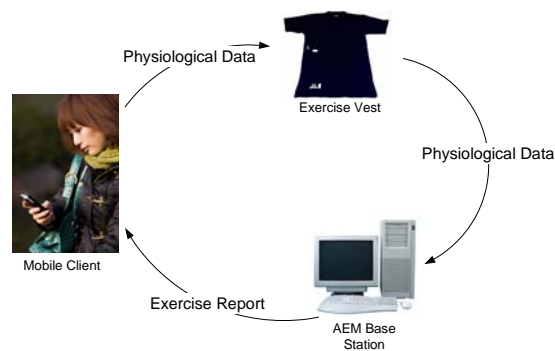 Physiological Data
Exercise Vest
Physiological Data
Mobile Client
Exercise Report
AEM Base
Station